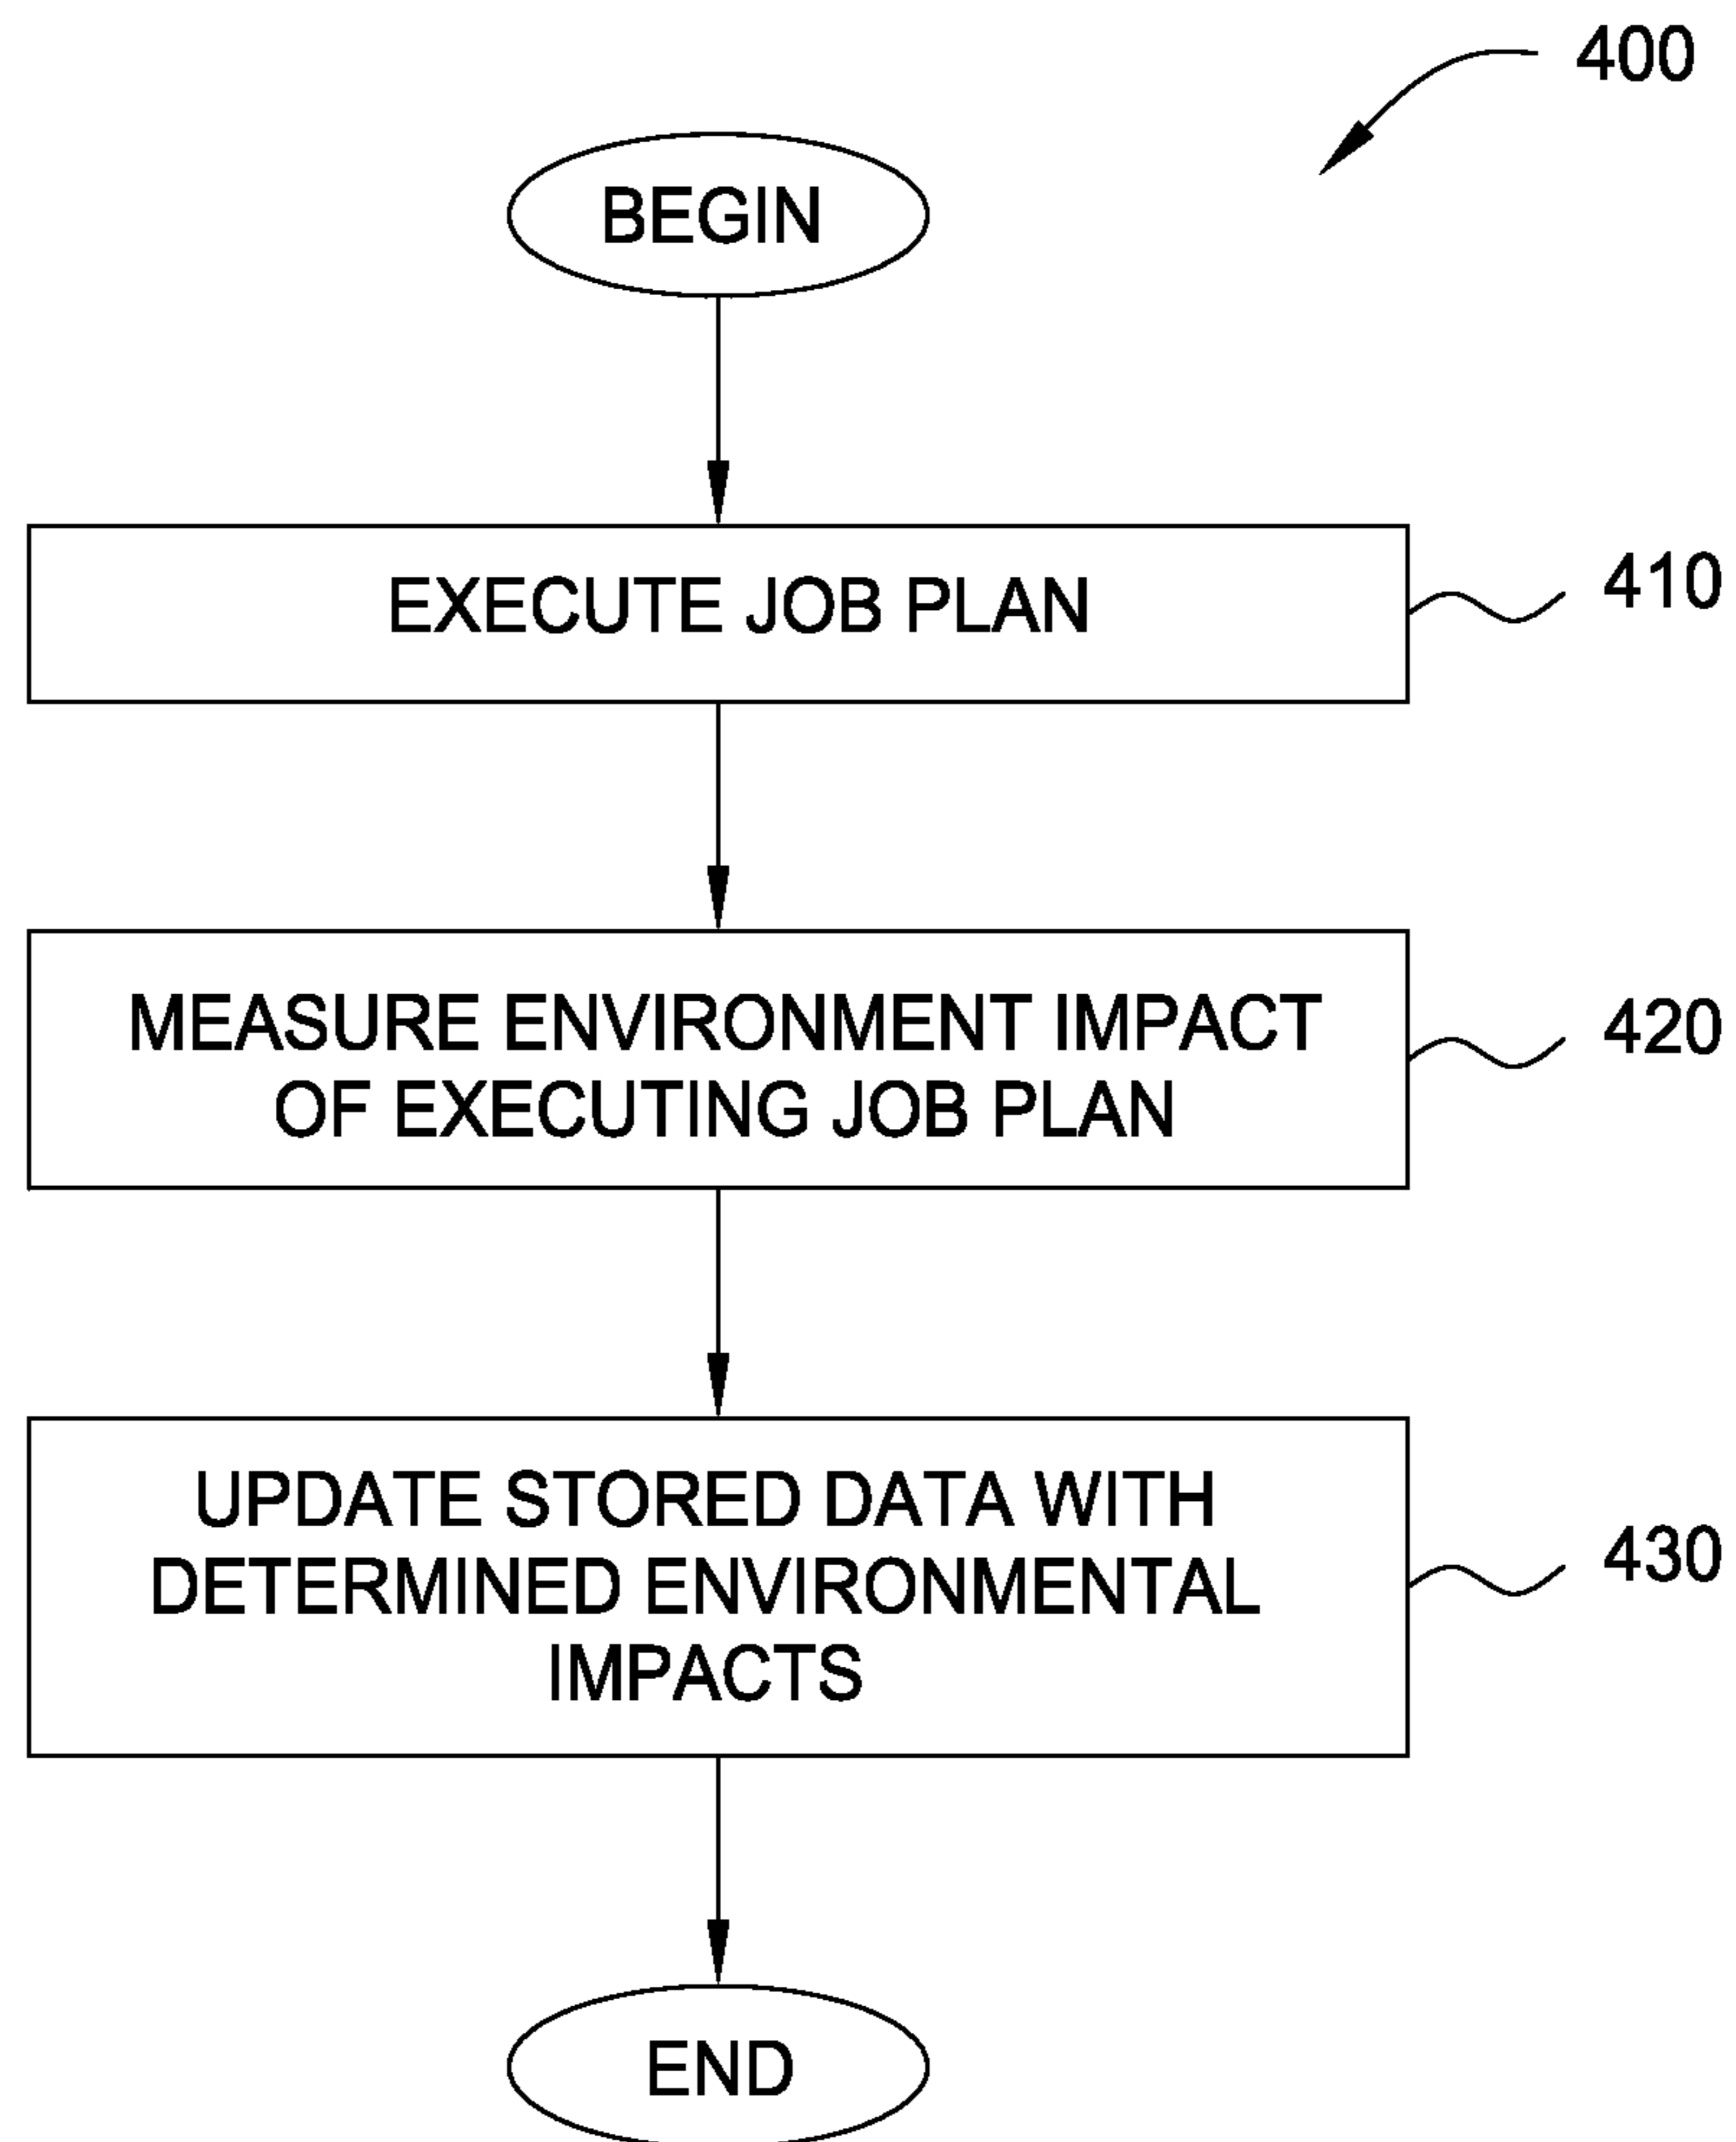 400
BEGIN
EXECUTE JOB PLAN
410
MEASURE ENVIRONMENT IMPACT
OF EXECUTING JOB PLAN
420
UPDATE STORED DATA WITH
DETERMINED ENVIRONMENTAL
IMPACTS
430
END